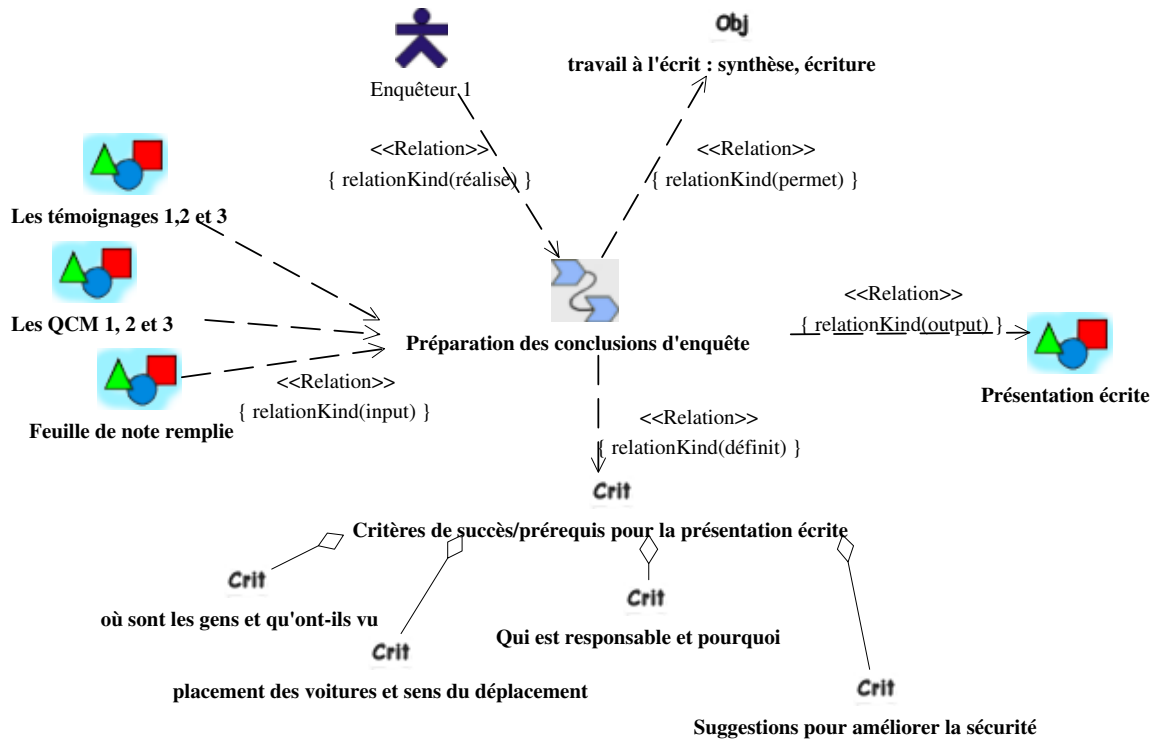 Obj
travail à l'écrit : synthèse, écriture
Enquêteur 1
<<Relation>>
{ relationKind(réalise) }
<<Relation>>
{ relationKind(permet) }
Les témoignages 1,2 et 3
Les QCM 1, 2 et 3
<<Relation>>
{ relationKind(output) }
Préparation des conclusions d'enquête
<<Relation>>
{ relationKind(input) }
Présentation écrite
Feuille de note remplie
<<Relation>>
{ relationKind(définit) }
Crit
Critères de succès/prérequis pour la présentation écrite
Crit
où sont les gens et qu'ont-ils vu
Crit
Qui est responsable et pourquoi
Crit
placement des voitures et sens du déplacement
Crit
Suggestions pour améliorer la sécurité